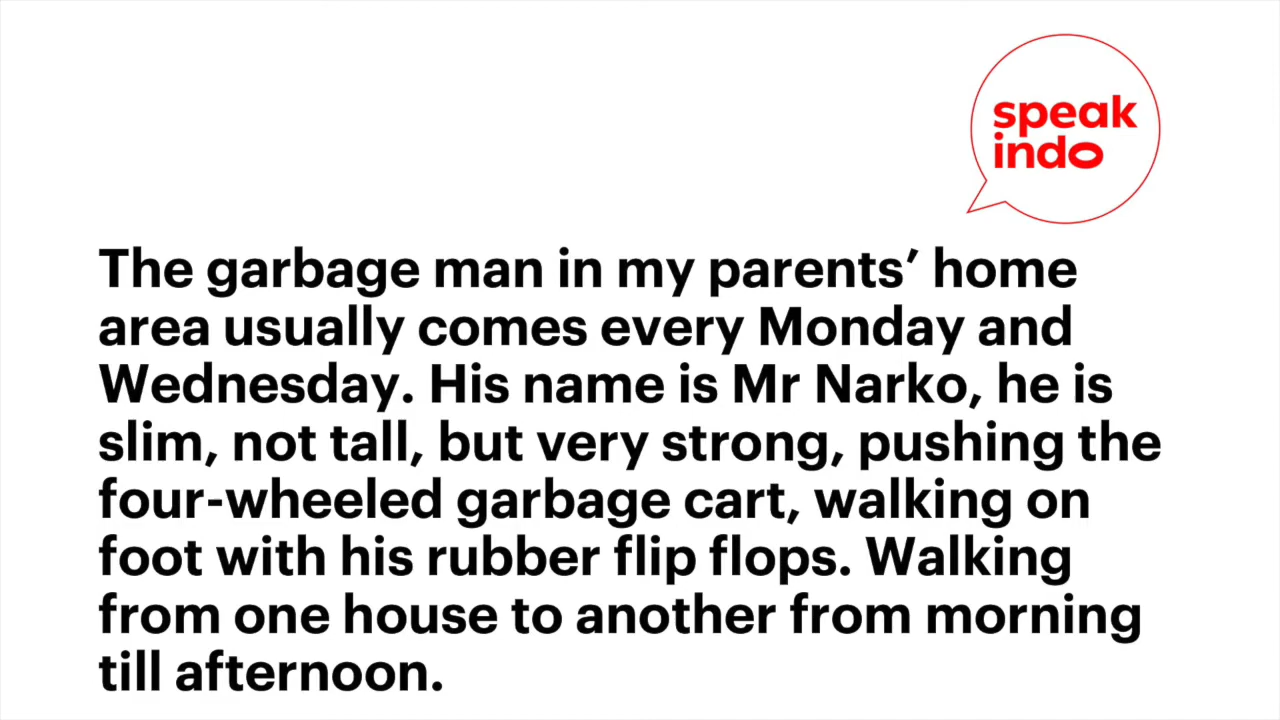 speak
indo
The garbage man in my parents’ home
area usually comes every Monday and
Wednesday. His name is Mr Narko, he is
slim, not tall, but very strong, pushing the
four-wheeled garbage cart, walking on
foot with his rubber flip flops. Walking
from one house to another from morning
till afternoon.